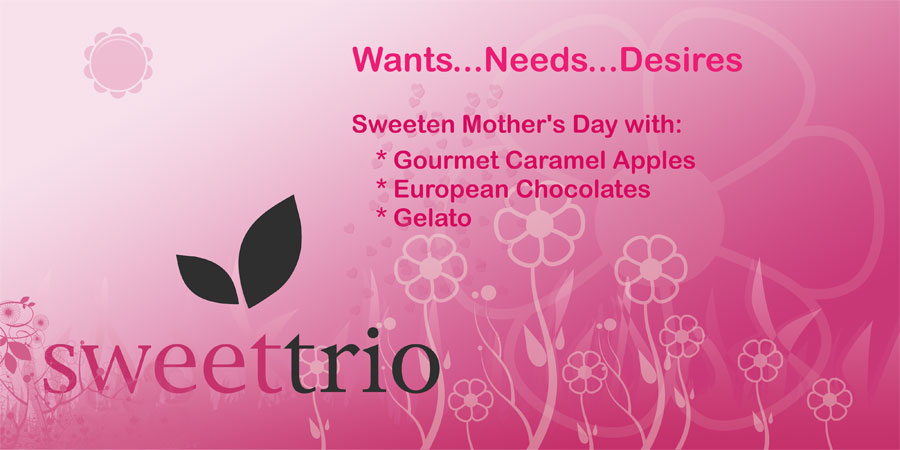 Wants...Needs...Desires
Sweeten Mother's Day with:
* Gourmet Caramel Apples
* European Chocolates
* Gelato
sweettrio